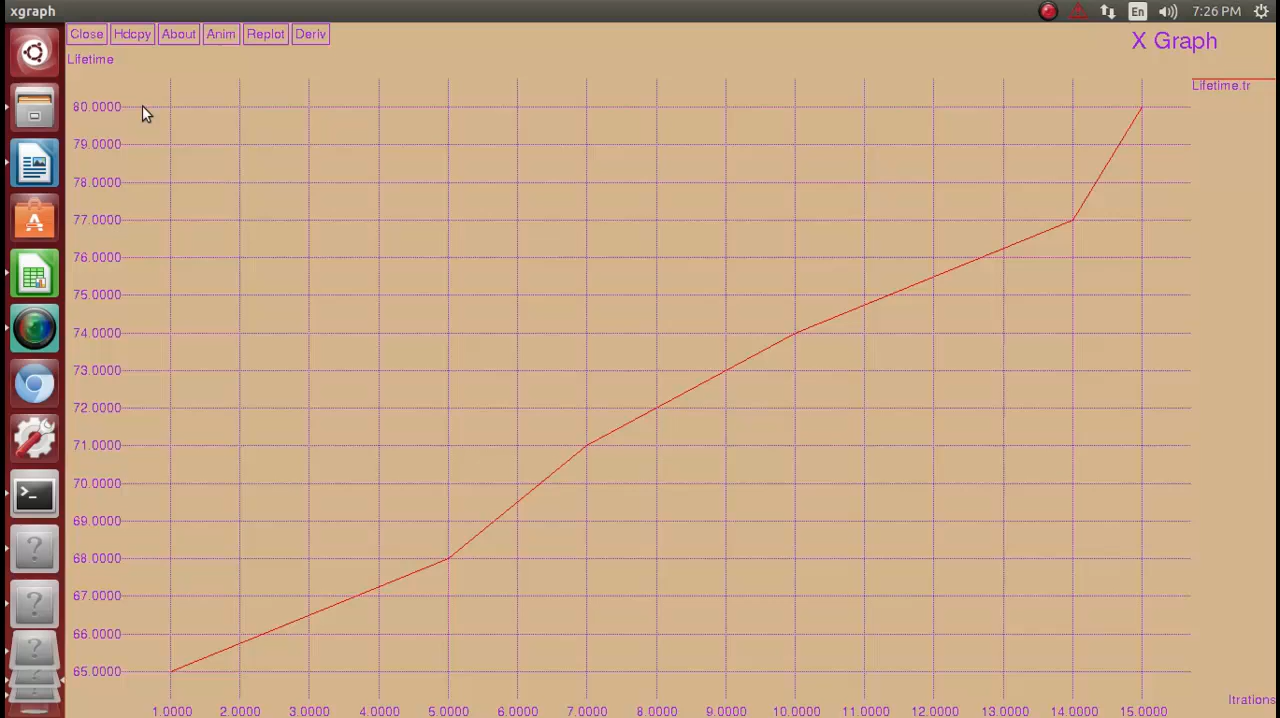 xgraph
En
7:26 PM
Close Hdcpy About Anim Replot Deriv
X Graph
Lifetime
Lifetime.tr
80.0000
79.0000
78.0000
77.0000
76.0000
75.0000
74.0000
73.0000
72.0000
71.0000
70.0000
69.0000
68.0000
67.0000
66.0000
65.0000
Itrations
1.0000 2.0000 3.0000 4.0000 5.0000 6.0000 7.0000 8.0000 9.0000 10.0000 11.0000 12.0000 13.0000 14.0000 15.0000